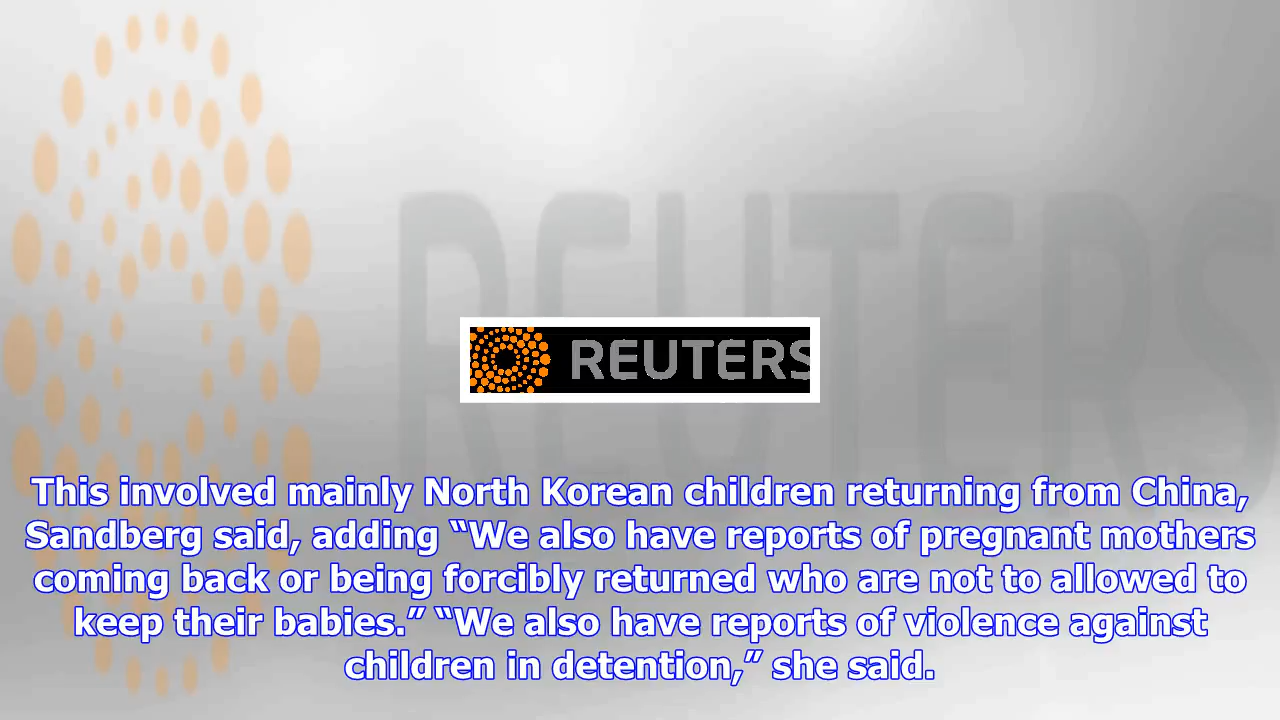 REUTERS
REUTERS
This involved mainly North Korean children returning from China,
Sandberg said, adding “We also have reports of pregnant mothers
coming back or being forcibly returned who are not to allowed to
keep their babies.” “We also have reports of violence against
children in detention,” she said.